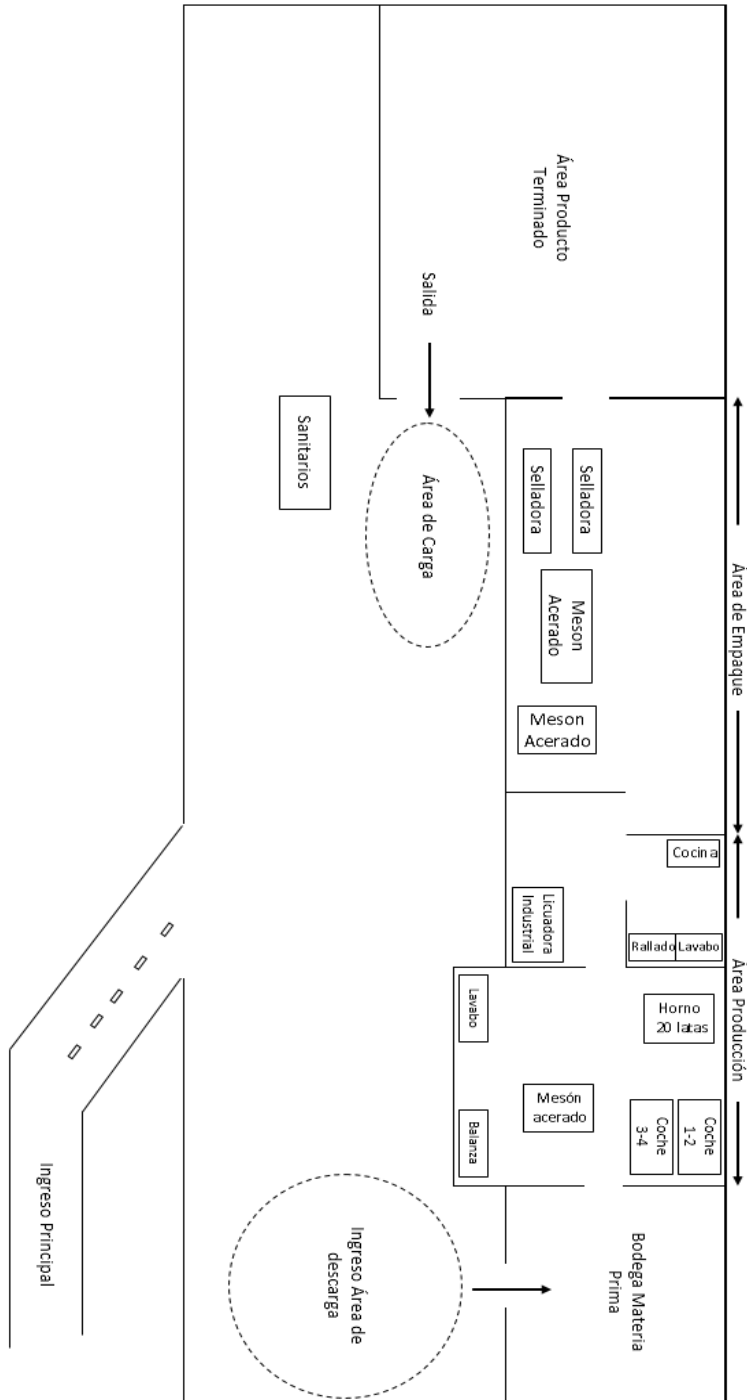 Área Producto
Terminado
Salida
Sanitarios
Área de Carga
Selladora
Selladora
Área de Empaque
Meson
Acerado
Meson
Acerado
Cocina
Licuadora
Industrial
Rallado
Lavabo
Área Producción
Lavabo
Horno
20 latas
Mesón
acerado
Balanza
Coche
1-2
Coche
3-4
Ingreso Principal
Ingreso Área de
descarga
Bodega Materia
Prima